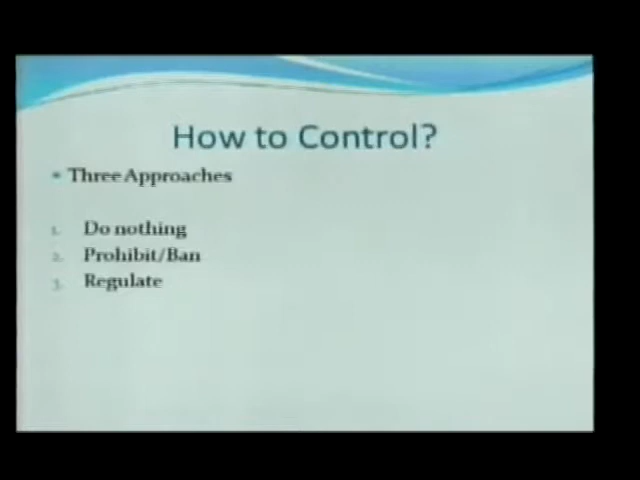 How to Control?
• Three Approaches
1. Do nothing
2. Prohibit/Ban
3. Regulate